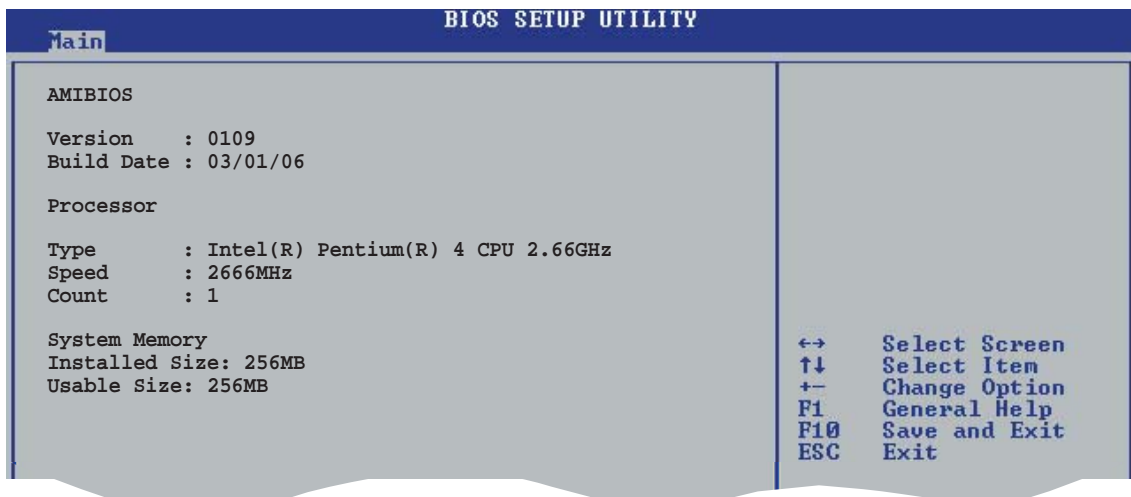 BIOS SETUP UTILITY
Main
AMIBIOS
Version : 0109
Build Date : 03/01/06
Processor
Type : Intel(R) Pentium(R) 4 CPU 2.66GHz
Speed : 2666MHz
Count : 1
System Memory
Installed Size: 256MB
Usable Size: 256MB
←→ Select Screen
↑↓ Select Item
+- Change Option
F1 General Help
F10 Save and Exit
ESC Exit